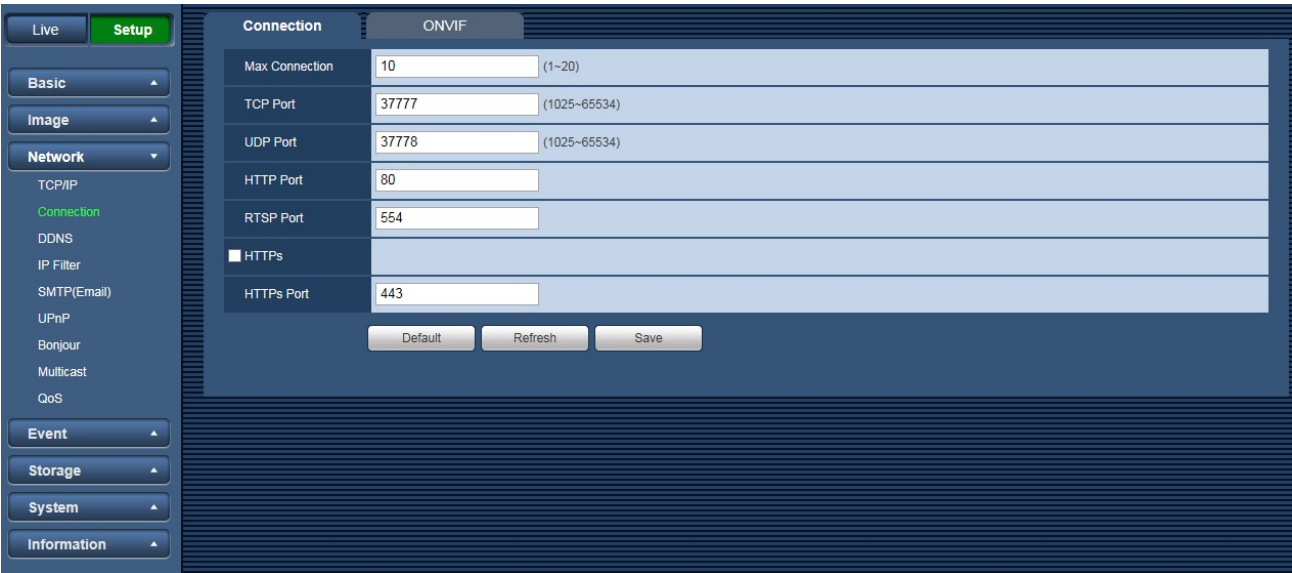 Live
Setup
Basic
Image
Network
TCP/IP
Connection
DDNS
IP Filter
SMTP(Email)
UPnP
Bonjour
Multicast
QoS
Event
Storage
System
Information
Connection
ONVIF
Max Connection 10 (1~20)
TCP Port 37777 (1025~65534)
UDP Port 37778 (1025~65534)
HTTP Port 80
RTSP Port 554
HTTPs
HTTPs Port 443
Default Refresh Save